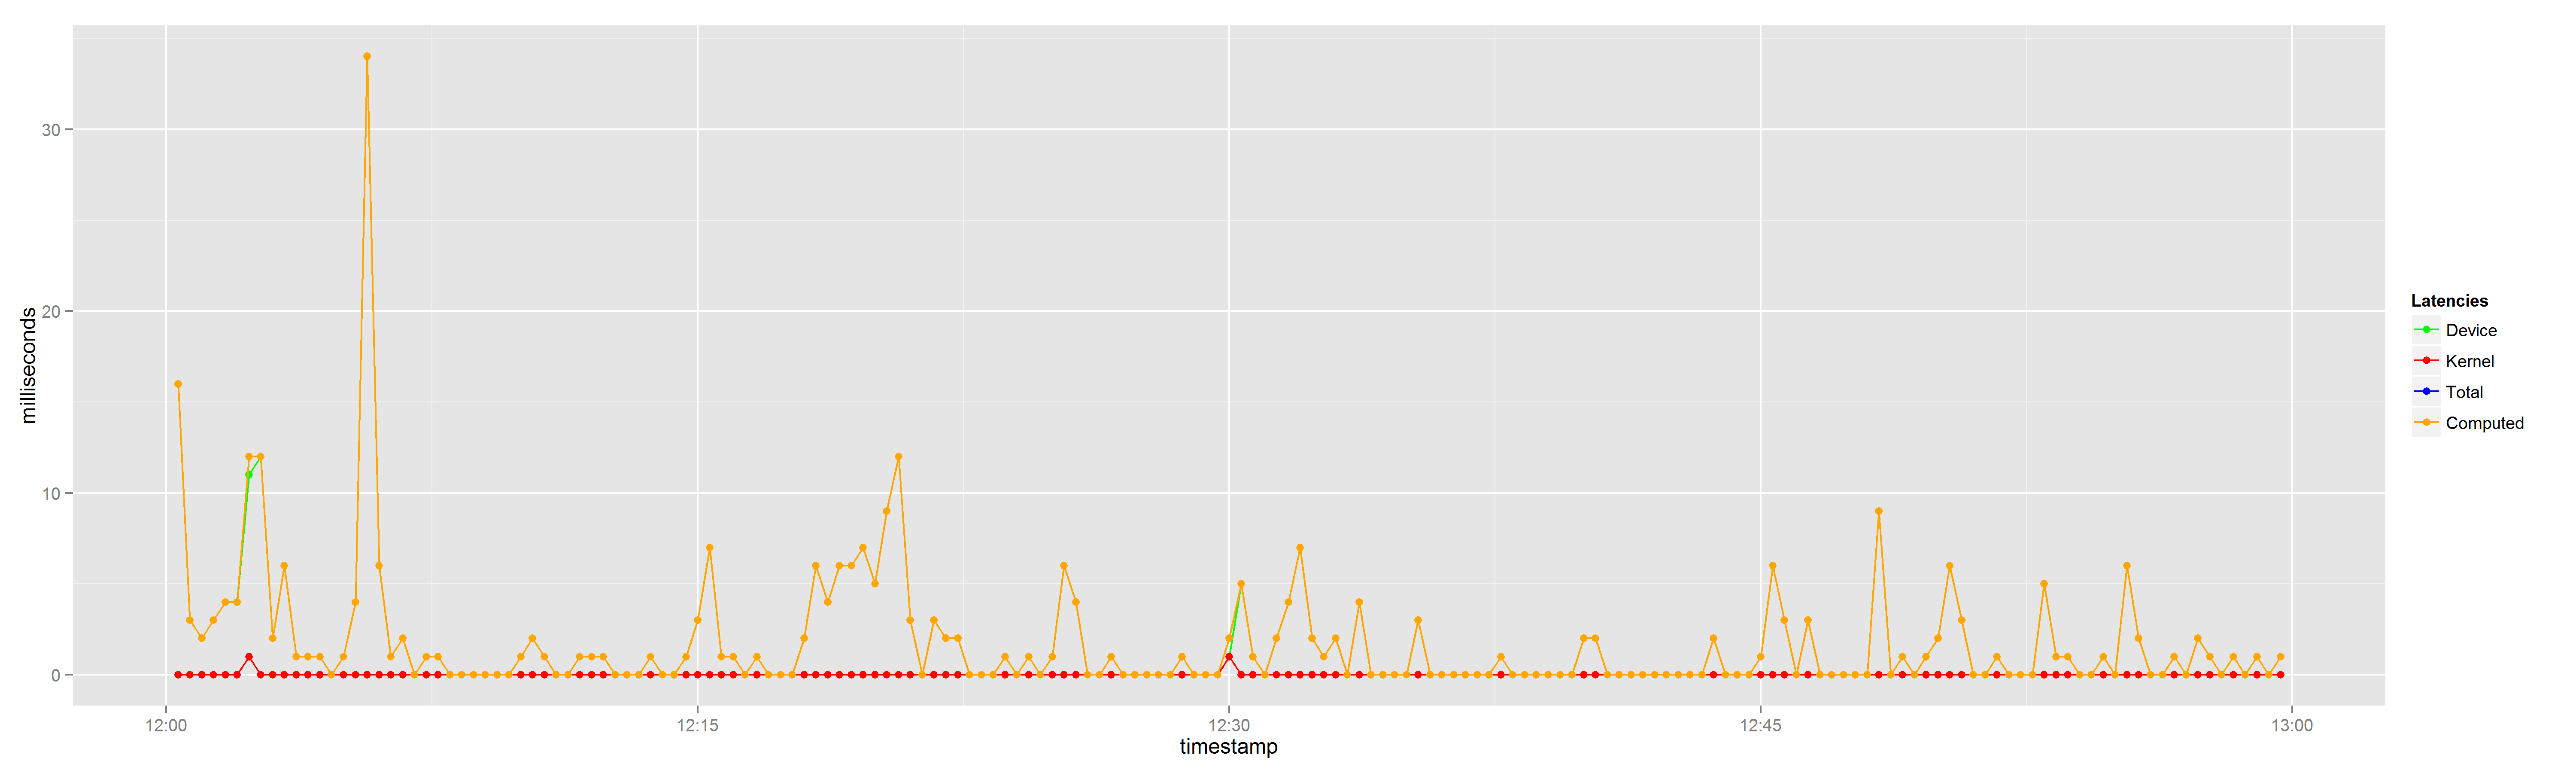 milliseconds
30
20
10
0
12:00
12:15
12:30
12:45
13:00
timestamp
Latencies
Device
Kernel
Total
Computed